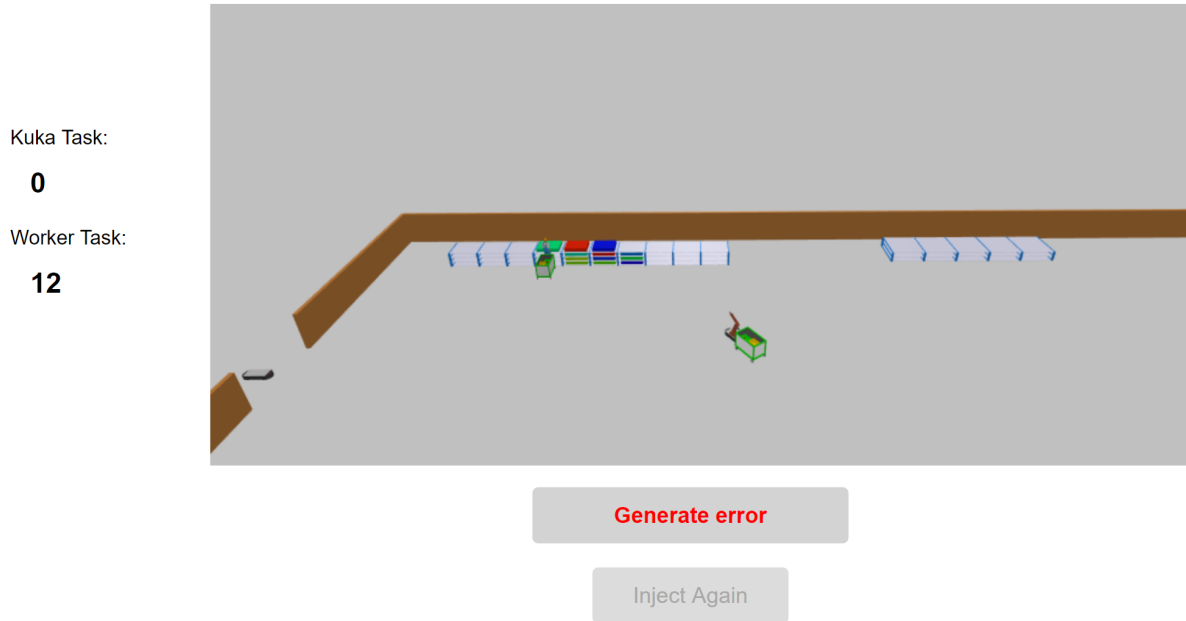 Kuka Task:
0
Worker Task:
12
Generate error
Inject Again